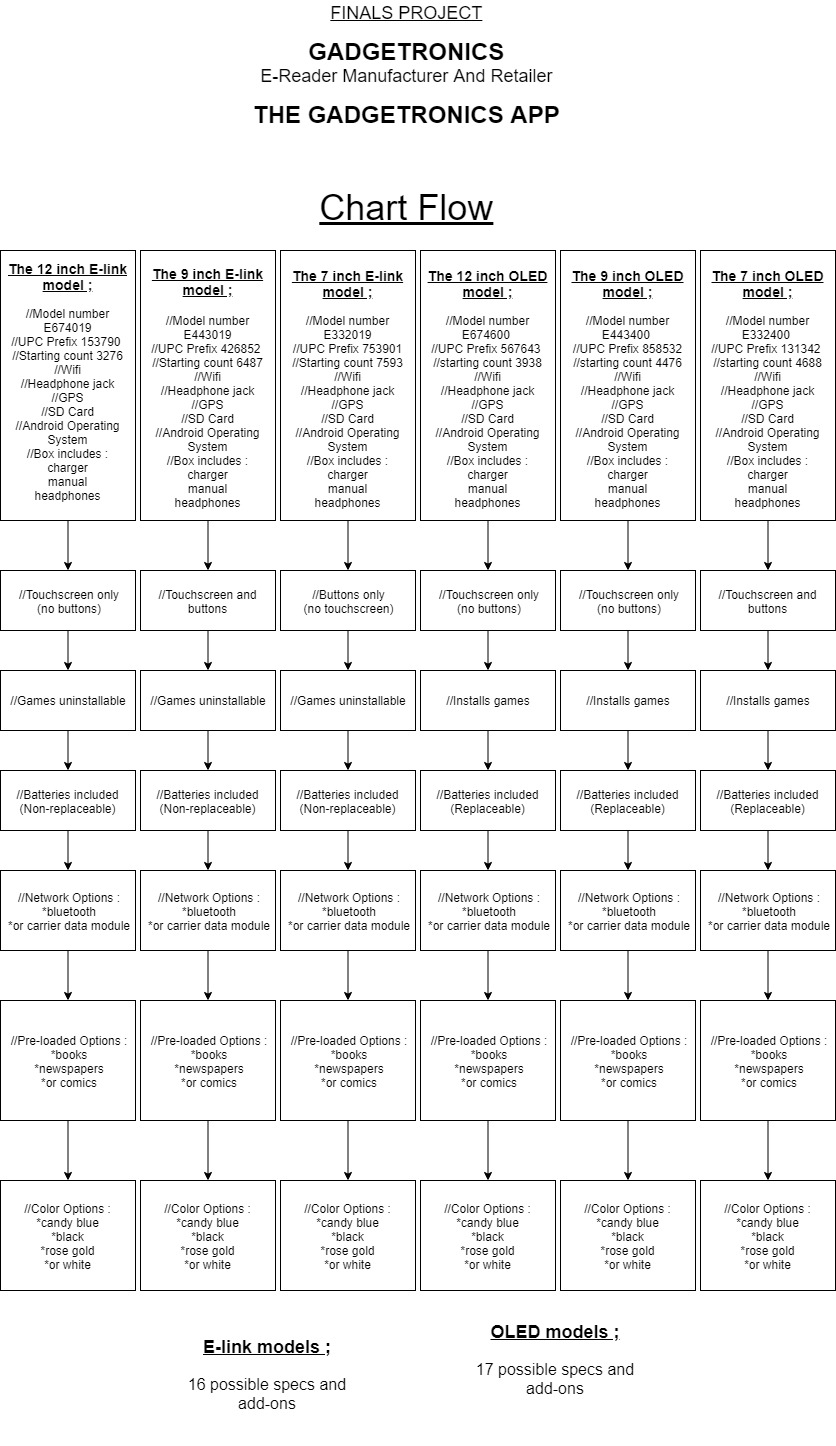 FINALS PROJECT
GADGETRONICS
E-Reader Manufacturer And Retailer
THE GADGETRONICS APP
Chart Flow
The 12 inch E-link
model ;
//Model number
E674019
//UPC Prefix 153790
//Starting count 3276
//Wifi
//Headphone jack
//GPS
//SD Card
//Android Operating
System
//Box includes :
charger
manual
headphones
The 9 inch E-link
model ;
//Model number
E443019
//UPC Prefix 426852
//Starting count 6487
//Wifi
//Headphone jack
//GPS
//SD Card
//Android Operating
System
//Box includes :
charger
manual
headphones
The 7 inch E-link
model ;
//Model number
E332019
//UPC Prefix 753901
//Starting count 7593
//Wifi
//Headphone jack
//GPS
//SD Card
//Android Operating
System
//Box includes :
charger
manual
headphones
The 12 inch OLED
model ;
//Model number
E674600
//UPC Prefix 567643
//starting count 3938
//Wifi
//Headphone jack
//GPS
//SD Card
//Android Operating
System
//Box includes :
charger
manual
headphones
The 9 inch OLED
model ;
//Model number
E443400
//UPC Prefix 858532
//starting count 4476
//Wifi
//Headphone jack
//GPS
//SD Card
//Android Operating
System
//Box includes :
charger
manual
headphones
The 7 inch OLED
model ;
//Model number
E332400
//UPC Prefix 131342
//starting count 4688
//Wifi
//Headphone jack
//GPS
//SD Card
//Android Operating
System
//Box includes :
charger
manual
headphones
//Touchscreen only
(no buttons)
//Touchscreen and
buttons
//Buttons only
(no touchscreen)
//Touchscreen only
(no buttons)
//Touchscreen only
(no buttons)
//Touchscreen and
buttons
//Games uninstallable
//Games uninstallable
//Games uninstallable
//Installs games
//Installs games
//Installs games
//Batteries included
(Non-replaceable)
//Batteries included
(Non-replaceable)
//Batteries included
(Non-replaceable)
//Batteries included
(Replaceable)
//Batteries included
(Replaceable)
//Batteries included
(Replaceable)
//Network Options :
*bluetooth
*or carrier data module
//Network Options :
*bluetooth
*or carrier data module
//Network Options :
*bluetooth
*or carrier data module
//Network Options :
*bluetooth
*or carrier data module
//Network Options :
*bluetooth
*or carrier data module
//Network Options :
*bluetooth
*or carrier data module
//Pre-loaded Options :
*books
*newspapers
*or comics
//Pre-loaded Options :
*books
*newspapers
*or comics
//Pre-loaded Options :
*books
*newspapers
*or comics
//Pre-loaded Options :
*books
*newspapers
*or comics
//Pre-loaded Options :
*books
*newspapers
*or comics
//Pre-loaded Options :
*books
*newspapers
*or comics
//Color Options :
*candy blue
*black
*rose gold
*or white
//Color Options :
*candy blue
*black
*rose gold
*or white
//Color Options :
*candy blue
*black
*rose gold
*or white
//Color Options :
*candy blue
*black
*rose gold
*or white
//Color Options :
*candy blue
*black
*rose gold
*or white
//Color Options :
*candy blue
*black
*rose gold
*or white
E-link models ;
16 possible specs and
add-ons
OLED models ;
17 possible specs and
add-ons